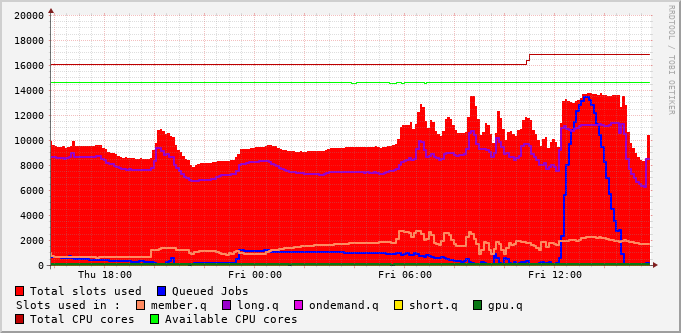 RRDTOOL / TOBI OETIKER
20000
18000
16000
14000
12000
10000
8000
6000
4000
2000
0
Thu 18:00 Fri 00:00 Fri 06:00 Fri 12:00
Total slots used Queued Jobs
Slots used in : member.q long.q ondemand.q short.q gpu.q
Total CPU cores Available CPU cores